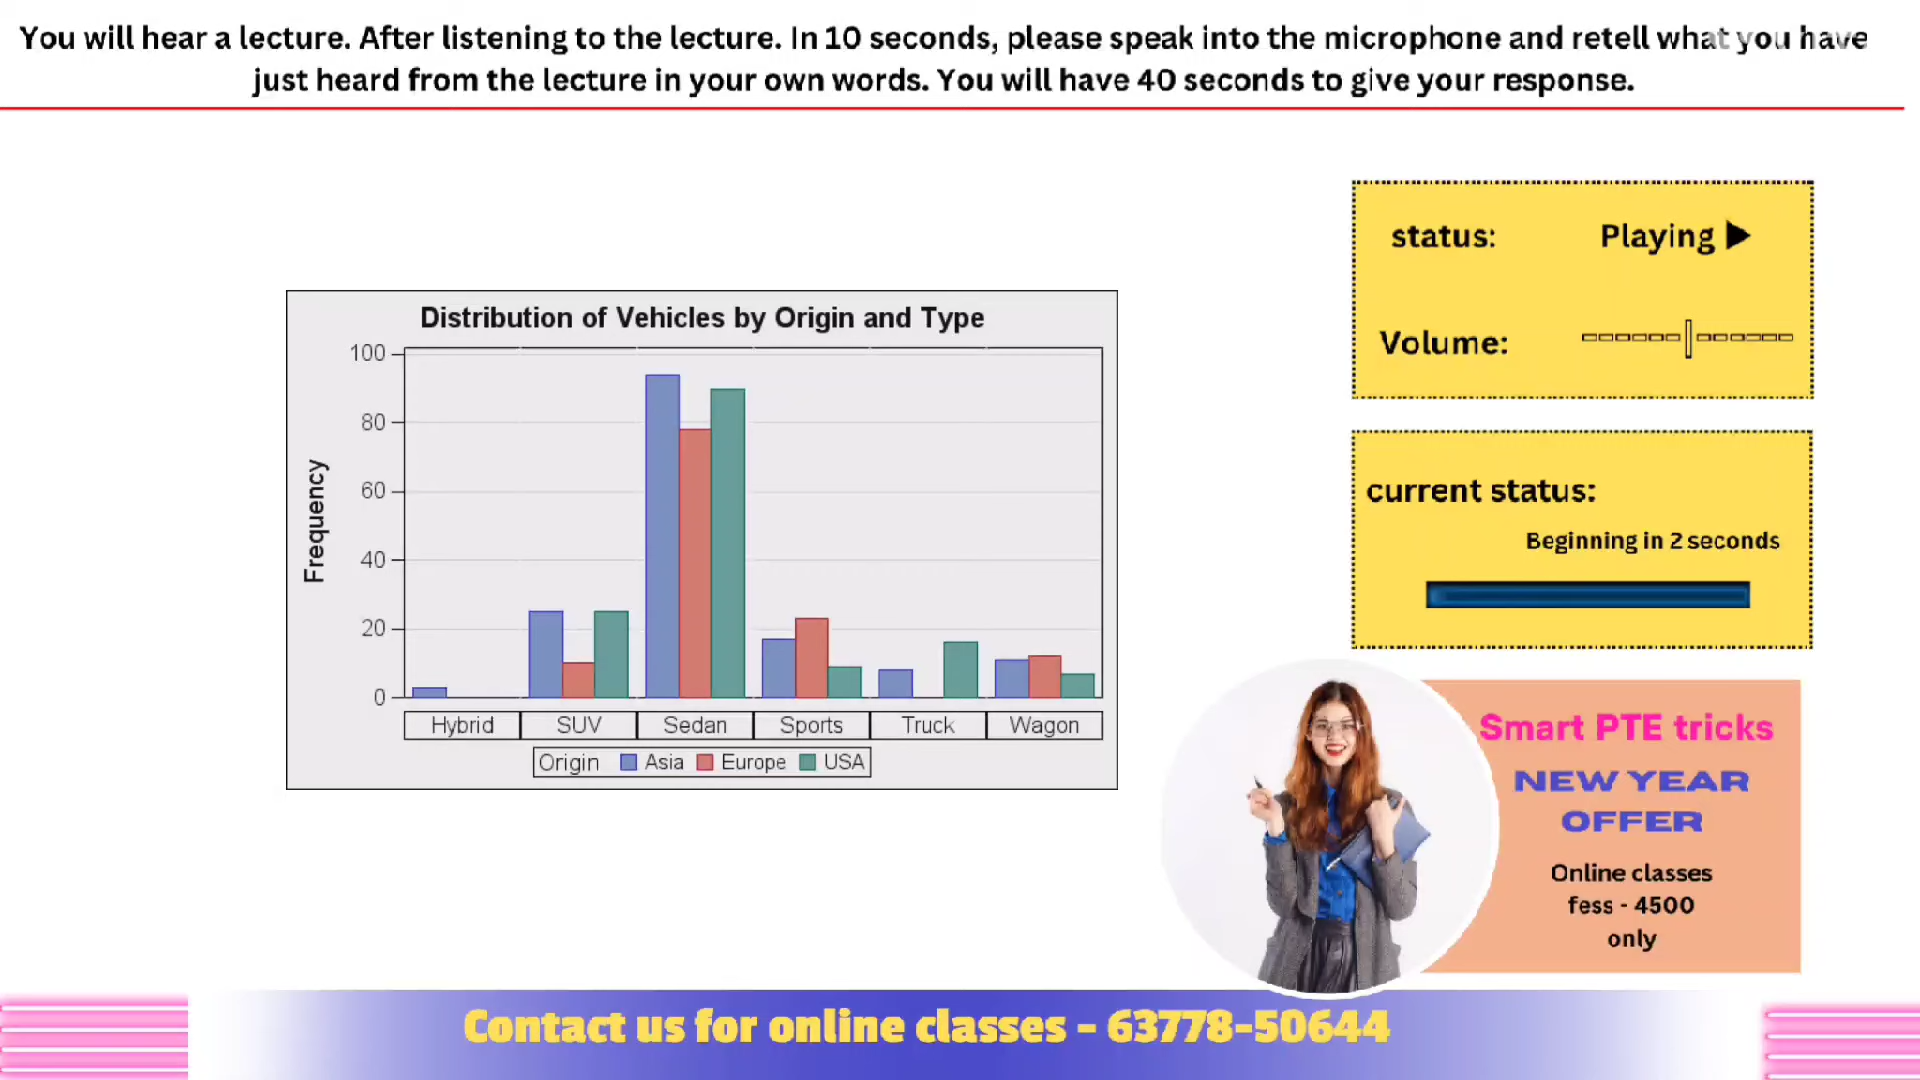 You will hear a lecture. After listening to the lecture. In 10 seconds, please speak into the microphone and retell what you have
just heard from the lecture in your own words. You will have 40 seconds to give your response.
Distribution of Vehicles by Origin and Type
Frequency
100
80
60
40
20
0
Hybrid SUV Sedan Sports Truck Wagon
Origin Asia Europe USA
status: Playing
Volume:
current status:
Beginning in 2 seconds
Smart PTE tricks
NEW YEAR
OFFER
Online classes
fess - 4500
only
Contact us for online classes - 63778-50644